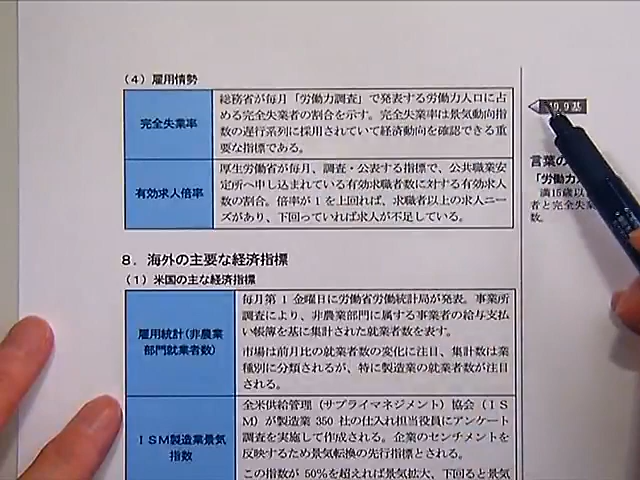 (4) 雇用情勢
完全失業率
総務省が毎月「労働力調査」で発表する労働力人口に占
める完全失業者の割合を示す。完全失業率は景気動向指
数の遅行系列に採用されていて経済動向を確認できる重
要な指標である。
有効求人倍率
厚生労働省が毎月、調査・公表する指標で、公共職業安
定所へ申し込まれている有効求職者数に対する有効求人
数の割合。倍率が 1 を上回れば、求職者以上の求人ニー
ズがあり、下回っていれば求人が不足している。
19.9基
言葉の
「労働力
満15歳以
者と完全失業
数。
8．海外の主要な経済指標
(1) 米国の主な経済指標
雇用統計(非農業
部門就業者数)
毎月第 1 金曜日に労働省労働統計局が発表。事業所
調査により、非農業部門に属する事業者の給与支払
い帳簿を基に集計された就業者数を表す。
市場は前月比の就業者数の変化に注目、集計数は業
種別に分類されるが、特に製造業の就業者数が注目
される。
ＩＳＭ製造業景気
指数
全米供給管理（サプライマネジメント）協会（ＩＳ
Ｍ）が製造業 350 社の仕入れ担当役員にアンケート
調査を実施して作成される。企業のセンチメントを
反映するため景気転換の先行指標とされる。
この指数が 50%を超えれば景気拡大、下回ると景気